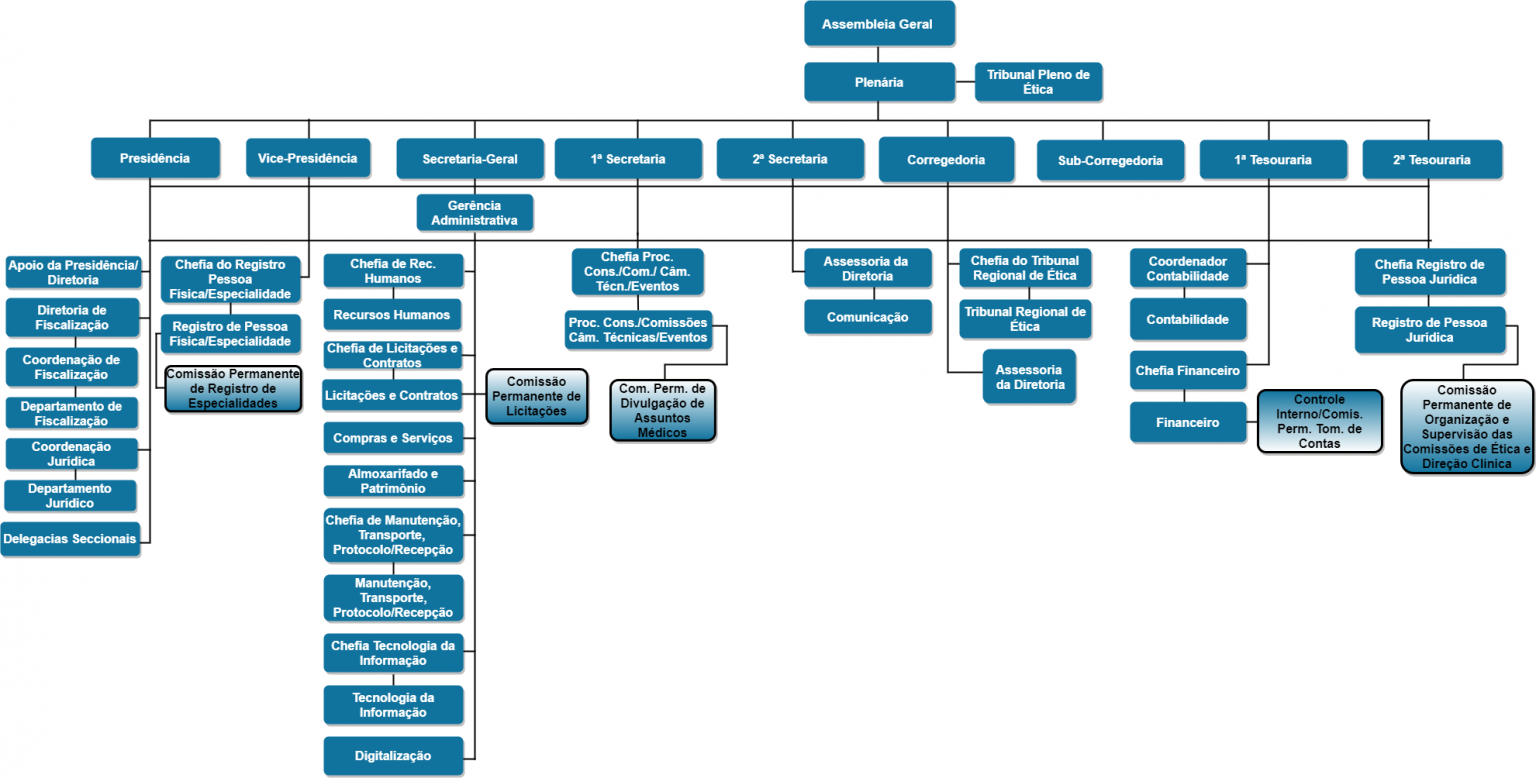 Assembleia Geral
Plenária
Tribunal Pleno de
Ética
Presidência
Vice-Presidência
Secretaria-Geral
1ª Secretaria
2ª Secretaria
Corregedoria
Sub-Corregedoria
1ª Tesouraria
2ª Tesouraria
Gerência
Administrativa
Apoio da Presidência/
Diretoria
Diretoria de
Fiscalização
Coordenação de
Fiscalização
Departamento de
Fiscalização
Coordenação
Jurídica
Departamento
Jurídico
Delegacias Seccionais
Chefia do Registro
Pessoa
Física/Especialidade
Registro de Pessoa
Física/Especialidade
Comissão Permanente
de Registro de
Especialidades
Chefia de Rec.
Humanos
Recursos Humanos
Chefia de Licitações e
Contratos
Licitações e Contratos
Comissão
Permanente de
Licitações
Compras e Serviços
Almoxarifado e
Patrimônio
Chefia de Manutenção,
Transporte,
Protocolo/Recepção
Manutenção,
Transporte,
Protocolo/Recepção
Chefia Tecnologia da
Informação
Tecnologia da
Informação
Digitalização
Chefia Proc.
Cons./Com./ Câm.
Técn./Eventos
Proc. Cons./Comissões
Câm. Técnicas/Eventos
Com. Perm. de
Divulgação de
Assuntos
Médicos
Assessoria da
Diretoria
Comunicação
Chefia do Tribunal
Regional de Ética
Tribunal Regional de
Ética
Assessoria
da Diretoria
Coordenador
Contabilidade
Contabilidade
Chefia Financeiro
Financeiro
Controle
Interno/Comis.
Perm. Tom. de
Contas
Chefia Registro de
Pessoa Jurídica
Registro de Pessoa
Jurídica
Comissão
Permanente de
Organização e
Supervisão das
Comissões de Ética e
Direção Clinica